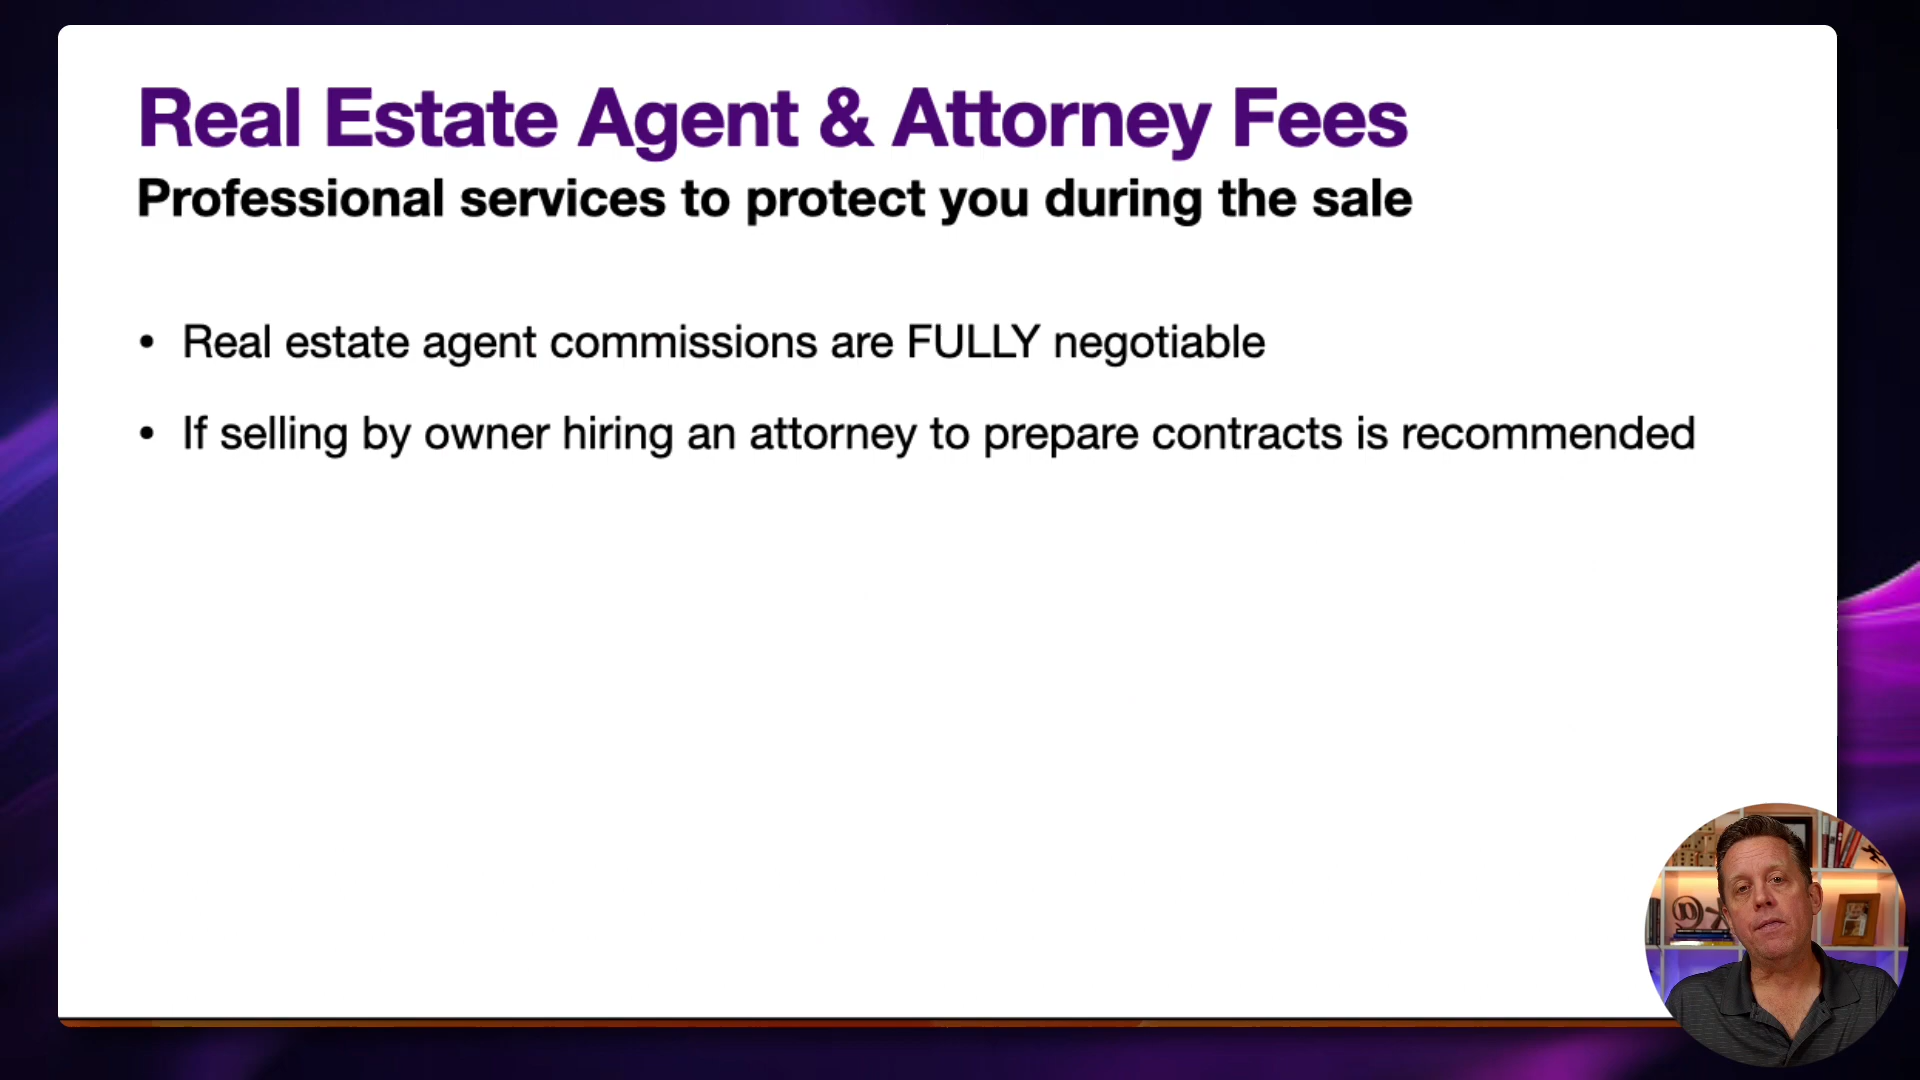 Real Estate Agent & Attorney Fees
Professional services to protect you during the sale
• Real estate agent commissions are FULLY negotiable
• If selling by owner hiring an attorney to prepare contracts is recommended